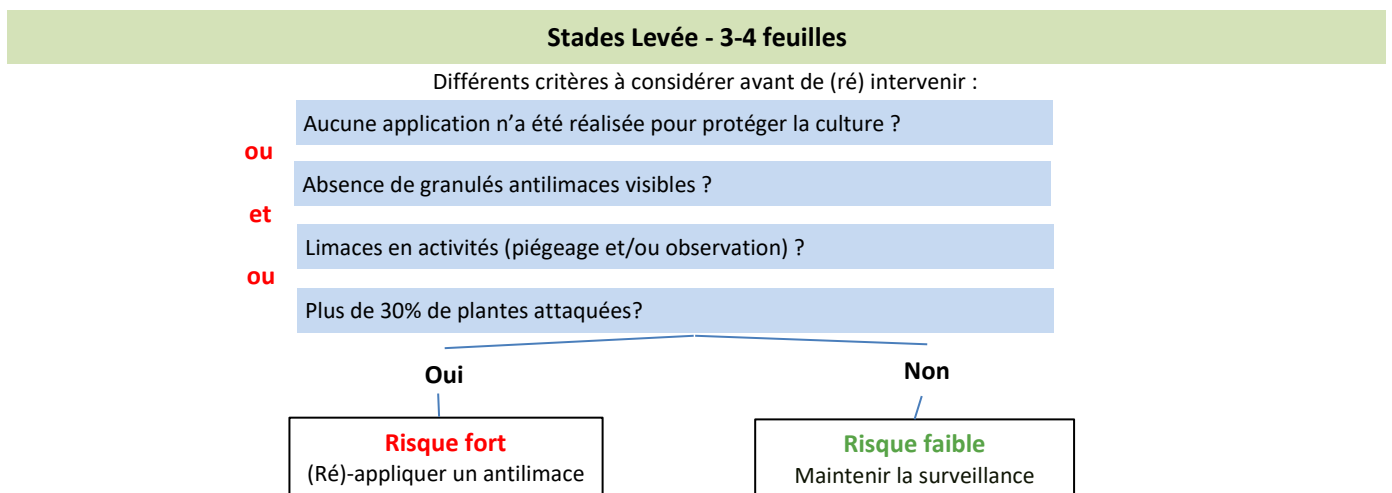 Stades Levée - 3-4 feuilles
Différents critères à considérer avant de (ré) intervenir :
Aucune application n’a été réalisée pour protéger la culture ?
ou
Absence de granulés antilimaces visibles ?
et
Limaces en activités (piégeage et/ou observation) ?
ou
Plus de 30% de plantes attaquées?
Oui
Non
Risque fort
(Ré)-appliquer un antilimace
Risque faible
Maintenir la surveillance